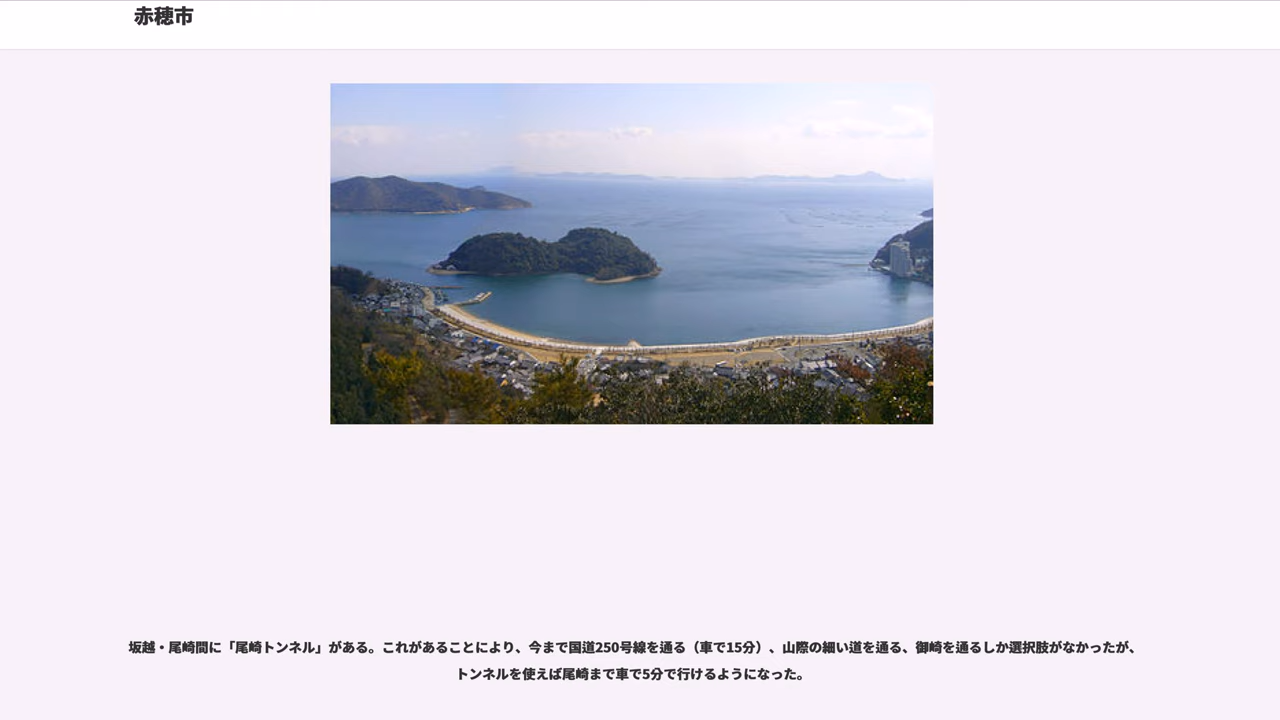 赤穂市
坂越・尾崎間に「尾崎トンネル」がある。これがあることにより、今まで国道250号線を通る（車で15分）、山際の細い道を通る、御崎を通るしか選択肢がなかったが、
トンネルを使えば尾崎まで車で5分で行けるようになった。